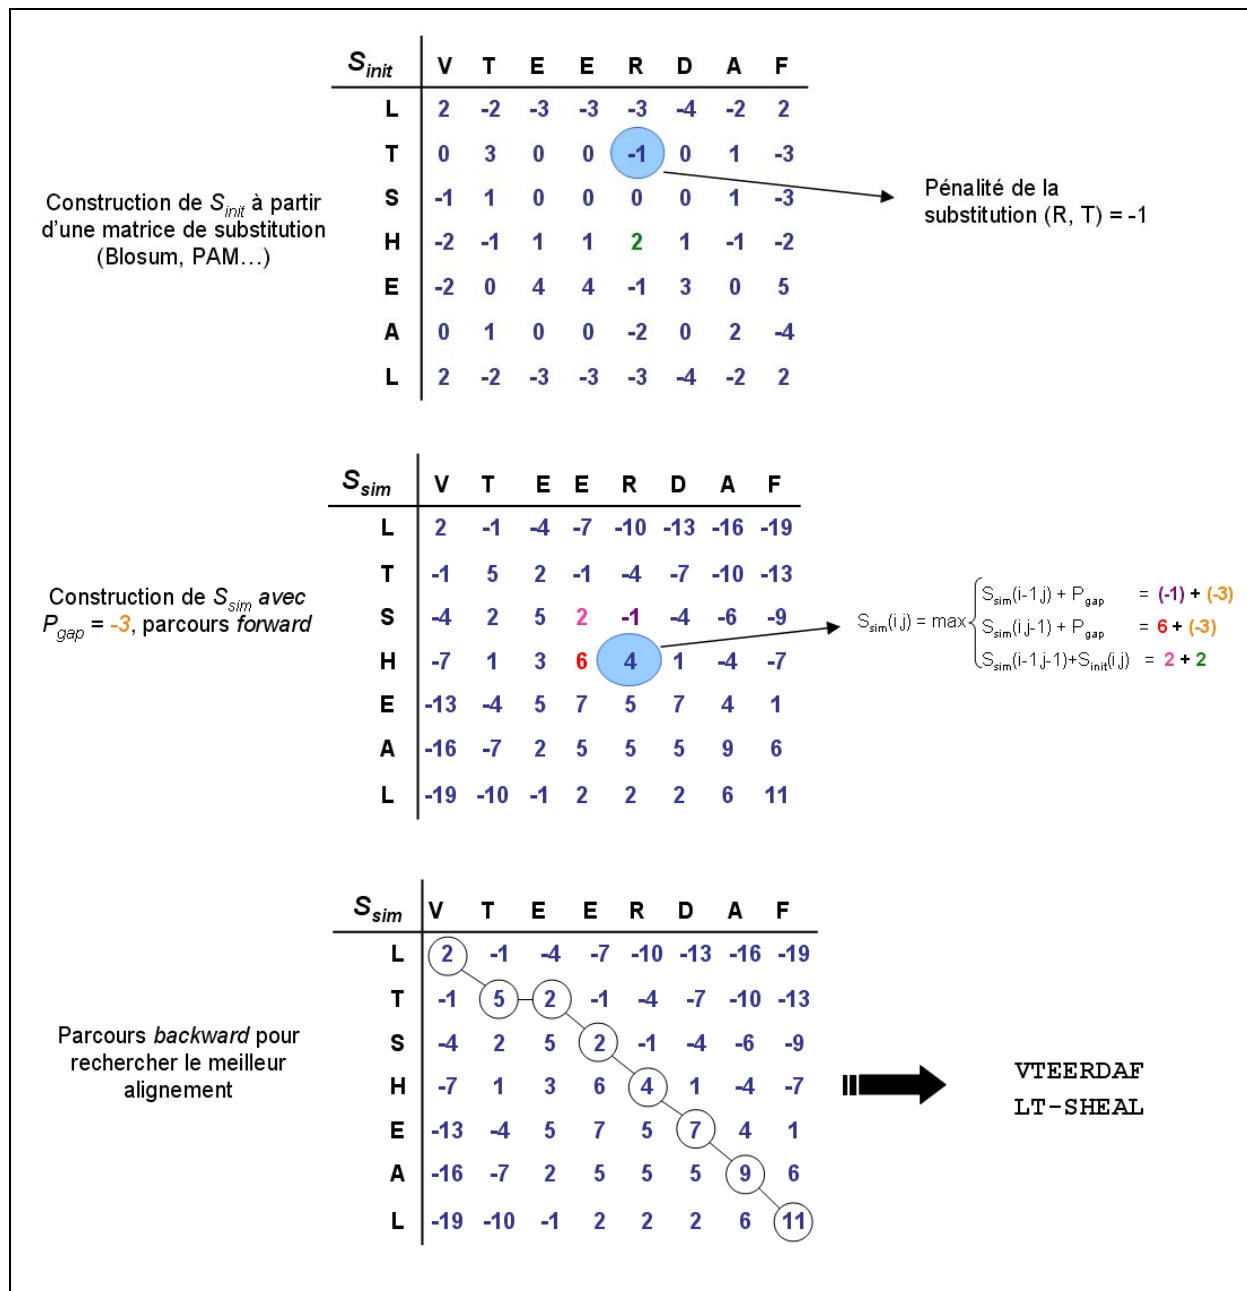 S_init V T E E R D A F
L 2 -2 -3 -3 -3 -4 -2 2
T 0 3 0 0 -1 0 1 -3
S -1 1 0 0 0 0 1 -3
H -2 -1 1 1 2 1 -1 -2
E -2 0 4 4 -1 3 0 5
A 0 1 0 0 -2 0 2 -4
L 2 -2 -3 -3 -3 -4 -2 2
Construction de S_init à partir
d'une matrice de substitution
(Blosum, PAM…)
Pénalité de la
substitution (R, T) = -1
S_sim V T E E R D A F
L 2 -1 -4 -7 -10 -13 -16 -19
T -1 5 2 -1 -4 -7 -10 -13
S -4 2 5 2 -1 -4 -6 -9
H -7 1 3 6 4 1 -4 -7
E -13 -4 5 7 5 7 4 1
A -16 -7 2 5 5 5 9 6
L -19 -10 -1 2 2 2 6 11
Construction de S_sim avec
P_gap = -3, parcours forward
S_sim(i,j) = max
S_sim(i-1,j) + P_gap = (-1) + (-3)
S_sim(i,j-1) + P_gap = 6 + (-3)
S_sim(i-1,j-1)+S_init(i,j) = 2 + 2
S_sim V T E E R D A F
L 2 -1 -4 -7 -10 -13 -16 -19
T -1 5 2 -1 -4 -7 -10 -13
S -4 2 5 2 -1 -4 -6 -9
H -7 1 3 6 4 1 -4 -7
E -13 -4 5 7 5 7 4 1
A -16 -7 2 5 5 5 9 6
L -19 -10 -1 2 2 2 6 11
Parcours backward pour
rechercher le meilleur
alignement
VTEERDAF
LT-SHEAL